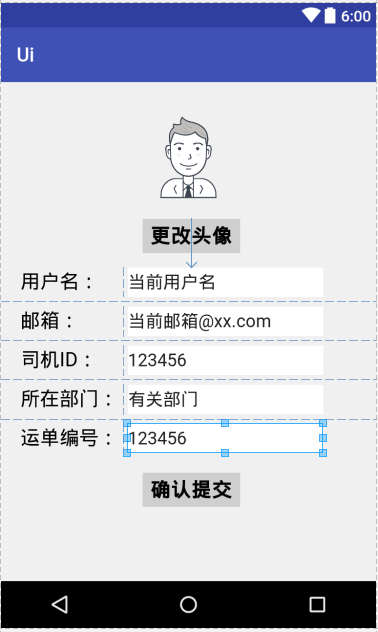 6:00
Ui
更改头像
用户名： 当前用户名
邮箱： 当前邮箱@xx.com
司机ID： 123456
所在部门： 有关部门
运单编号： 123456
确认提交